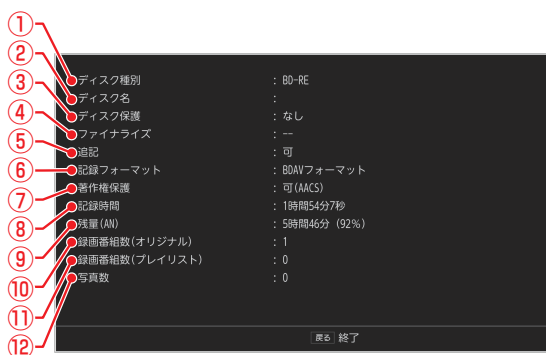 ① ディスク種別 : BD-RE
② ディスク名 :
③ ディスク保護 : なし
④ ファイナライズ : --
⑤ 追記 :可
⑥ 記録フォーマット : BDAVフォーマット
⑦ 著作権保護 : 可(AACS)
⑧ 記録時間 : 1時間54分7秒
⑨ 残量(AN) : 5時間46分 (92%)
⑩ 録画番組数(オリジナル) : 1
⑪ 録画番組数(プレイリスト) : 0
⑫ 写真数 : 0
戻る 終了